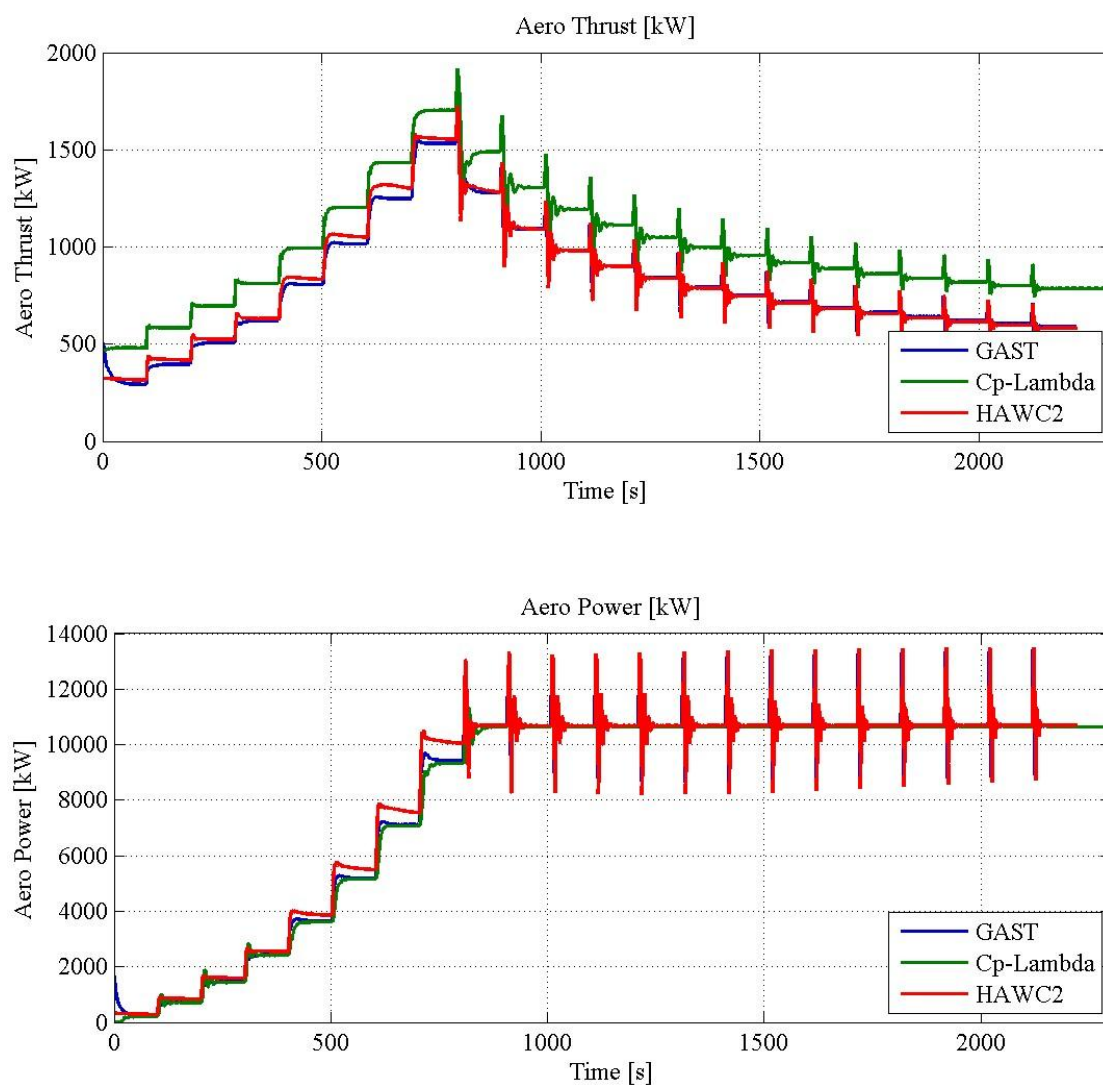 Aero Thrust [kW]
2000
1500
1000
500
0
Aero Thrust [kW]
GAST
Cp-Lambda
HAWC2
0 500 1000 1500 2000
Time [s]
Aero Power [kW]
14000
12000
10000
8000
6000
4000
2000
0
Aero Power [kW]
GAST
Cp-Lambda
HAWC2
0 500 1000 1500 2000
Time [s]